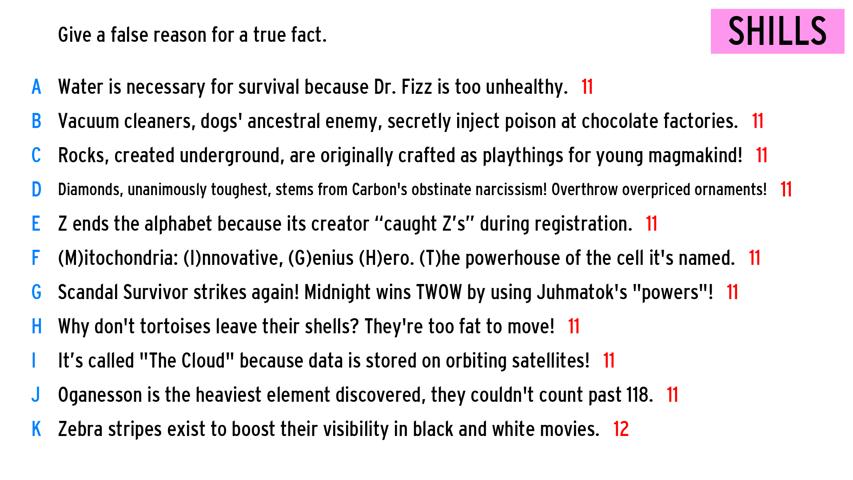 Give a false reason for a true fact.
SHILLS
A Water is necessary for survival because Dr. Fizz is too unhealthy. 11
B Vacuum cleaners, dogs' ancestral enemy, secretly inject poison at chocolate factories. 11
C Rocks, created underground, are originally crafted as playthings for young magmakind! 11
D Diamonds, unanimously toughest, stems from Carbon's obstinate narcissism! Overthrow overpriced ornaments! 11
E Z ends the alphabet because its creator “caught Z’s” during registration. 11
F (M)itochondria: (I)nnovative, (G)enius (H)ero. (T)he powerhouse of the cell it's named. 11
G Scandal Survivor strikes again! Midnight wins TWOW by using Juhmatok's "powers"! 11
H Why don't tortoises leave their shells? They're too fat to move! 11
I It’s called "The Cloud" because data is stored on orbiting satellites! 11
J Oganesson is the heaviest element discovered, they couldn't count past 118. 11
K Zebra stripes exist to boost their visibility in black and white movies. 12